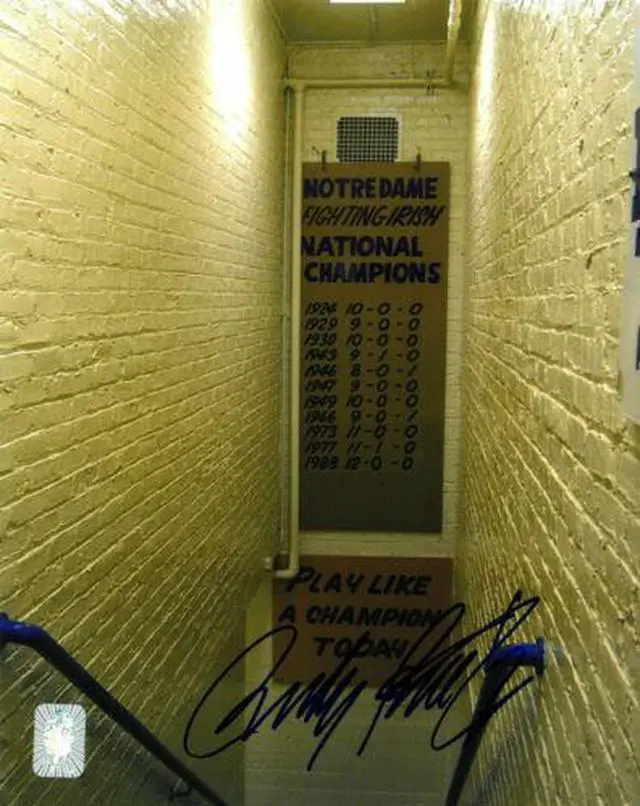 NOTRE DAME
FIGHTING IRISH
NATIONAL
CHAMPIONS
1924 10-0-0
1929 9-0-0
1930 10-0-0
1943 9-1-0
1946 8-0-1
1947 9-0-0
1949 10-0-0
1966 9-0-1
1973 11-0-0
1977 11-1-0
1988 12-0-0
PLAY LIKE
A CHAMPION
TODAY